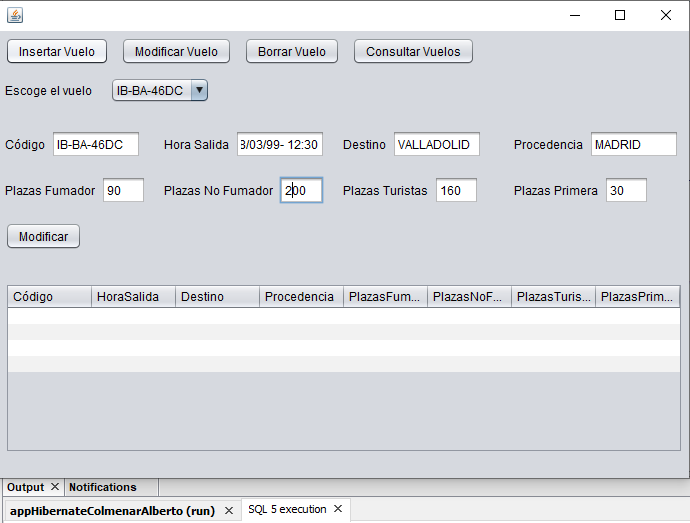 Insertar Vuelo Modificar Vuelo Borrar Vuelo Consultar Vuelos
Escoge el vuelo IB-BA-46DC
Código IB-BA-46DC Hora Salida 3/03/99- 12:30 Destino VALLADOLID Procedencia MADRID
Plazas Fumador 90 Plazas No Fumador 200 Plazas Turistas 160 Plazas Primera 30
Modificar
Código HoraSalida Destino Procedencia PlazasFum... PlazasNoF... PlazasTuris... PlazasPrim...
Output Notifications
appHibernateColmenarAlberto (run) SQL 5 execution